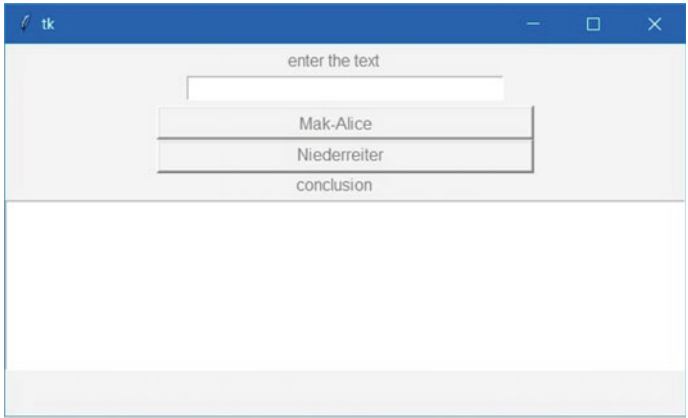 tk
enter the text
Mak-Alice
Niederreiter
conclusion